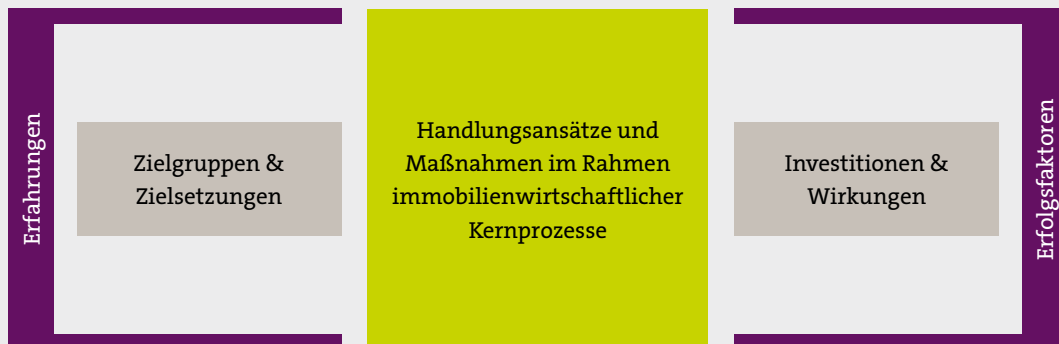 Erfahrungen
Zielgruppen &
Zielsetzungen
Handlungsansätze und
Maßnahmen im Rahmen
immobilienwirtschaftlicher
Kernprozesse
Investitionen &
Wirkungen
Erfolgsfaktoren